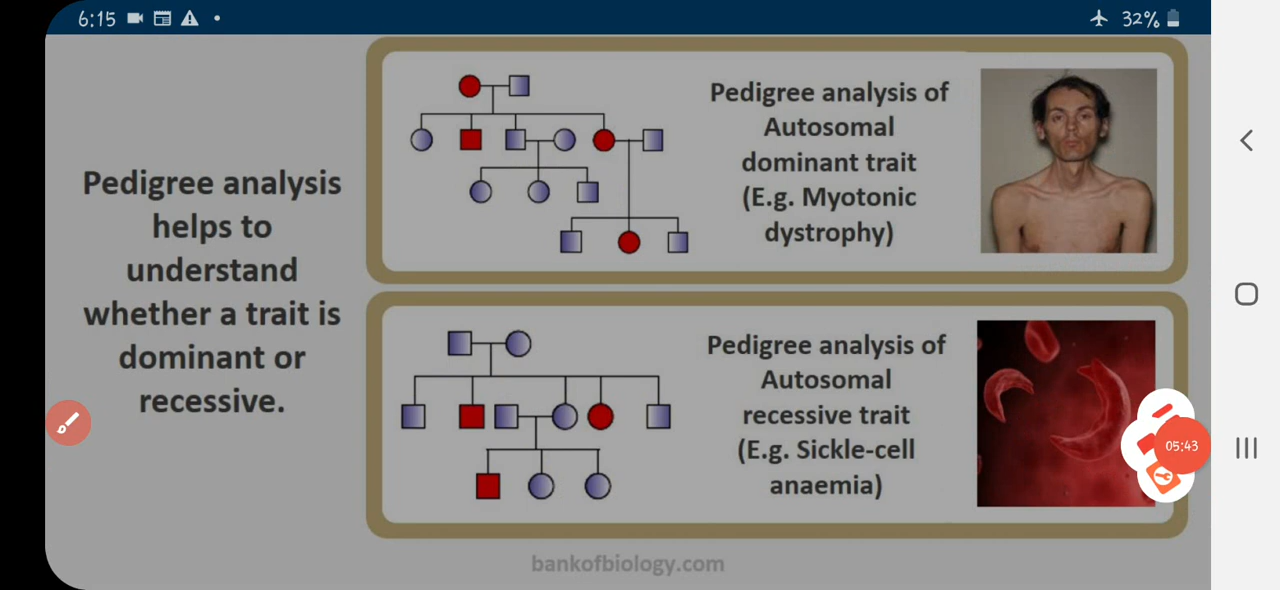 6:15
32%
Pedigree analysis
helps to
understand
whether a trait is
dominant or
recessive.
Pedigree analysis of
Autosomal
dominant trait
(E.g. Myotonic
dystrophy)
Pedigree analysis of
Autosomal
recessive trait
(E.g. Sickle-cell
anaemia)
05:43
bankofbiology.com